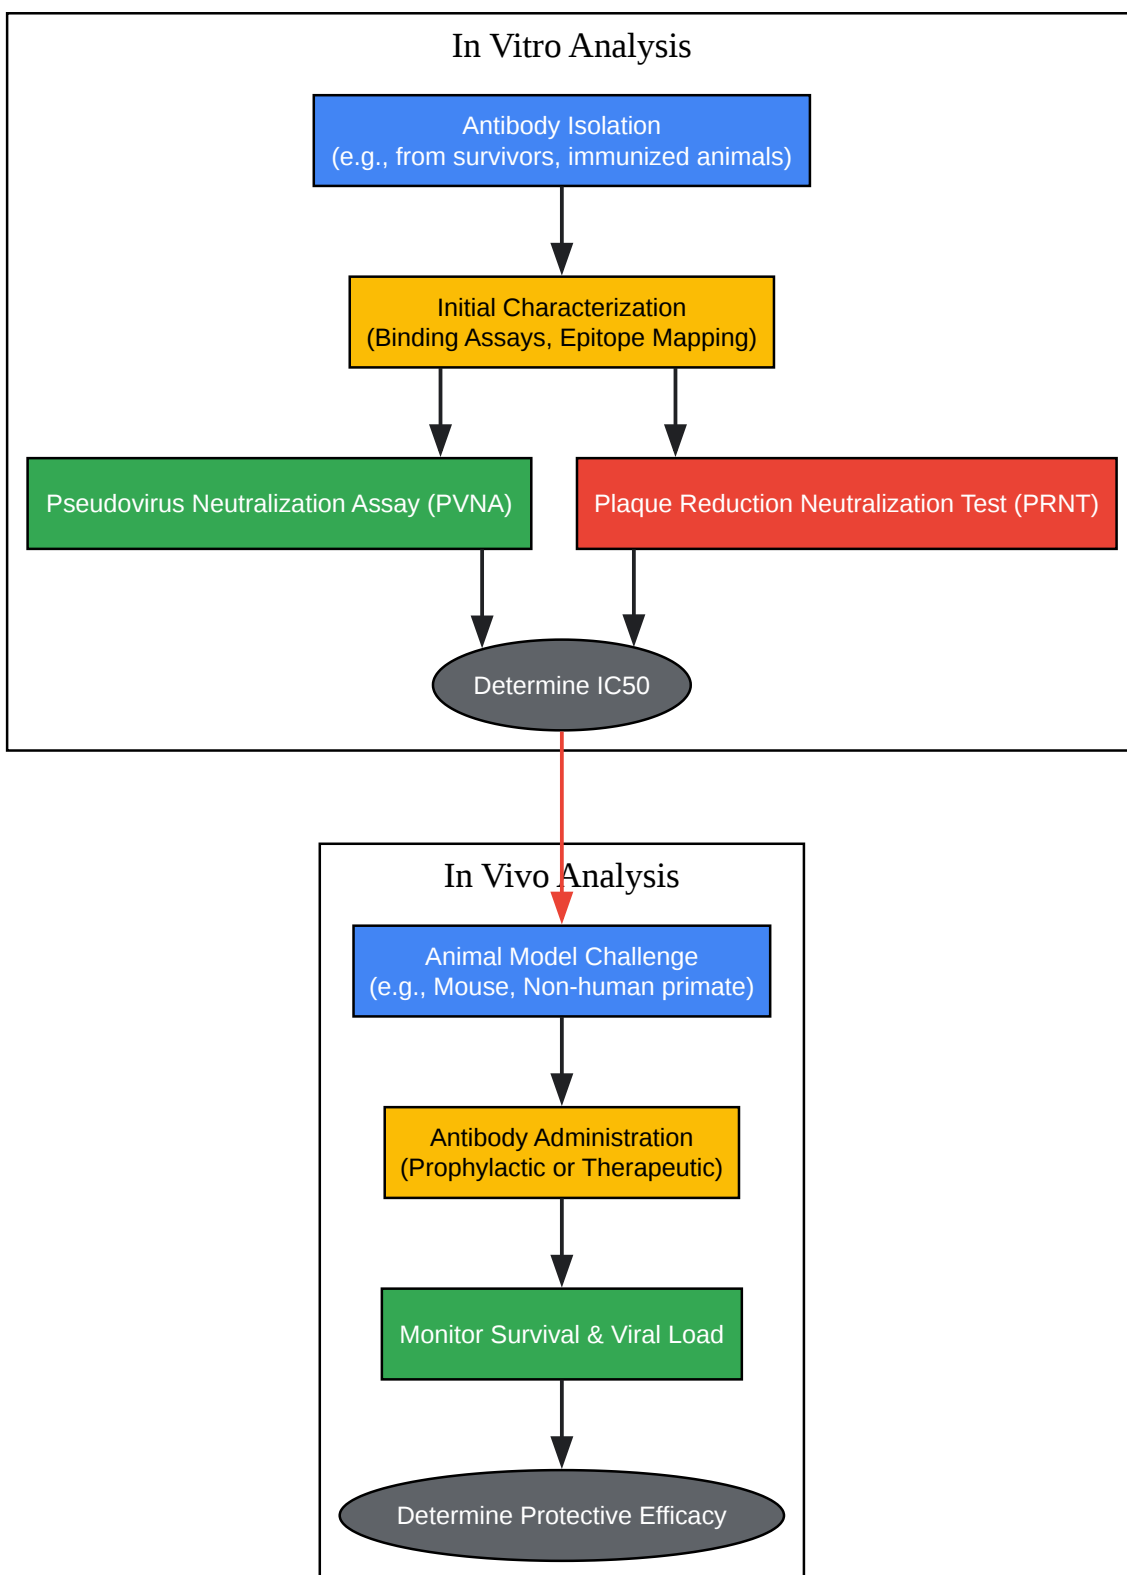 In Vitro Analysis
Antibody Isolation
(e.g., from survivors, immunized animals)
Initial Characterization
(Binding Assays, Epitope Mapping)
Pseudovirus Neutralization Assay (PVNA)
Plaque Reduction Neutralization Test (PRNT)
Determine IC50
In Vivo Analysis
Animal Model Challenge
(e.g., Mouse, Non-human primate)
Antibody Administration
(Prophylactic or Therapeutic)
Monitor Survival & Viral Load
Determine Protective Efficacy